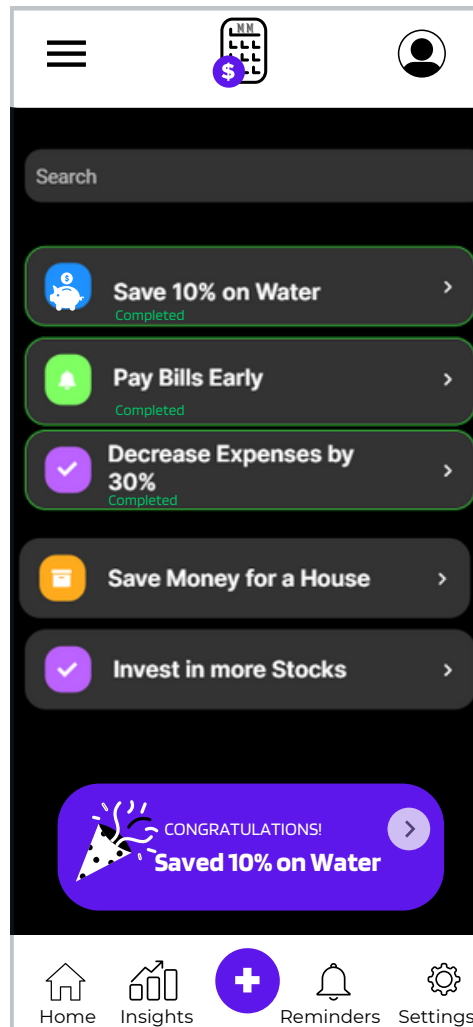 MM
$
Search
$
Save 10% on Water
Completed
Pay Bills Early
Completed
Decrease Expenses by
30%
Completed
Save Money for a House
Invest in more Stocks
CONGRATULATIONS!
Saved 10% on Water
Home Insights Reminders Settings